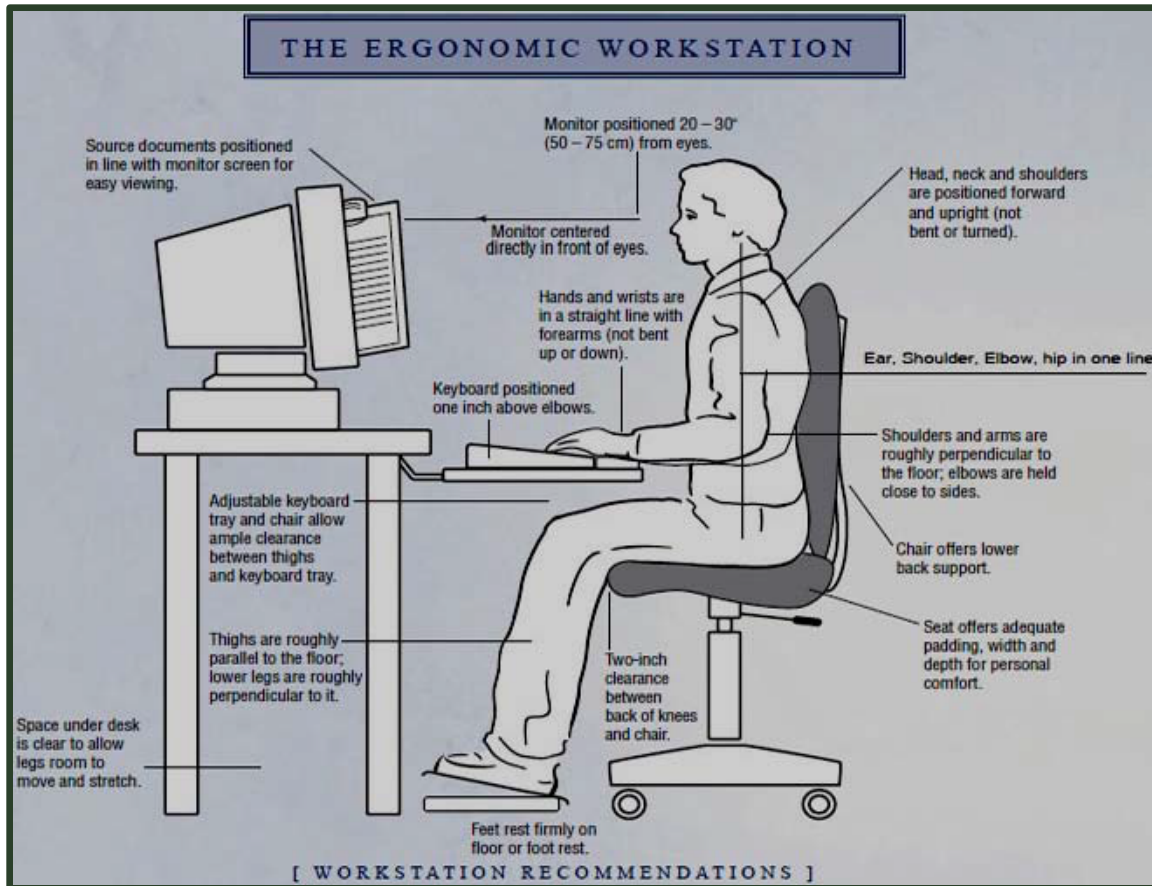 THE ERGONOMIC WORKSTATION
Source documents positioned
in line with monitor screen for
easy viewing.
Monitor positioned 20 – 30"
(50 – 75 cm) from eyes.
Monitor centered
directly in front of eyes.
Head, neck and shoulders
are positioned forward
and upright (not
bent or turned).
Hands and wrists are
in a straight line with
forearms (not bent
up or down).
Ear, Shoulder, Elbow, hip in one line
Keyboard positioned
one inch above elbows.
Shoulders and arms are
roughly perpendicular to
the floor; elbows are held
close to sides.
Adjustable keyboard
tray and chair allow
ample clearance
between thighs
and keyboard tray.
Chair offers lower
back support.
Thighs are roughly
parallel to the floor;
lower legs are roughly
perpendicular to it.
Two-inch
clearance
between
back of knees
and chair.
Seat offers adequate
padding, width and
depth for personal
comfort.
Space under desk
is clear to allow
legs room to
move and stretch.
Feet rest firmly on
floor or foot rest.
[ WORKSTATION RECOMMENDATIONS ]